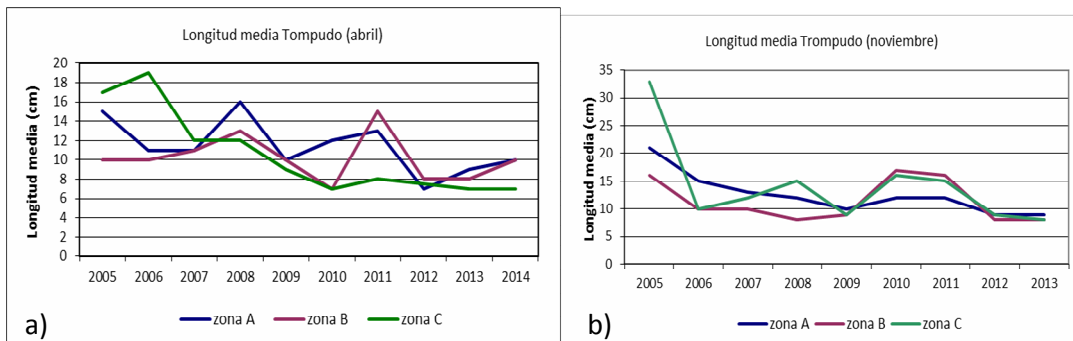 Longitud media Tompudo (abril)
Longitud media (cm)
20
18
16
14
12
10
8
6
4
2
0
2005 2006 2007 2008 2009 2010 2011 2012 2013 2014
zona A zona B zona C
a)
Longitud media Trompudo (noviembre)
Longitud media (cm)
35
30
25
20
15
10
5
0
2005 2006 2007 2008 2009 2010 2011 2012 2013
zona A zona B zona C
b)